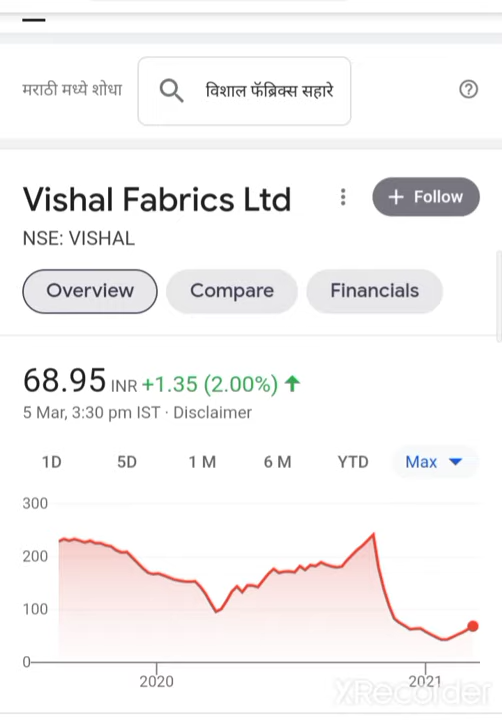 मराठी मध्ये शोधा विशाल फॅब्रिक्स सहारे
Vishal Fabrics Ltd + Follow
NSE: VISHAL
Overview Compare Financials
68.95 INR +1.35 (2.00%)
5 Mar, 3:30 pm IST · Disclaimer
1D 5D 1 M 6 M YTD Max
300
200
100
0
2020 2021
XRecorder